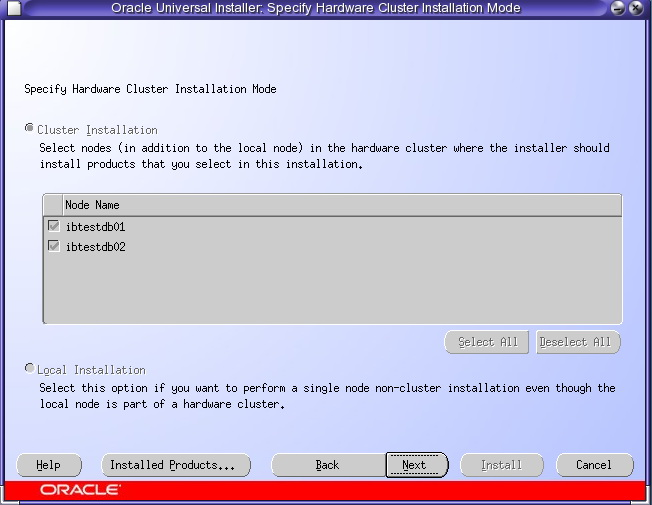 Oracle Universal Installer: Specify Hardware Cluster Installation Mode
Specify Hardware Cluster Installation Mode
Cluster Installation
Select nodes (in addition to the local node) in the hardware cluster where the installer should
install products that you select in this installation.
Node Name
ibtestdb01
ibtestdb02
Select All Deselect All
Local Installation
Select this option if you want to perform a single node non-cluster installation even though the
local node is part of a hardware cluster.
Help Installed Products... Back Next Install Cancel
ORACLE